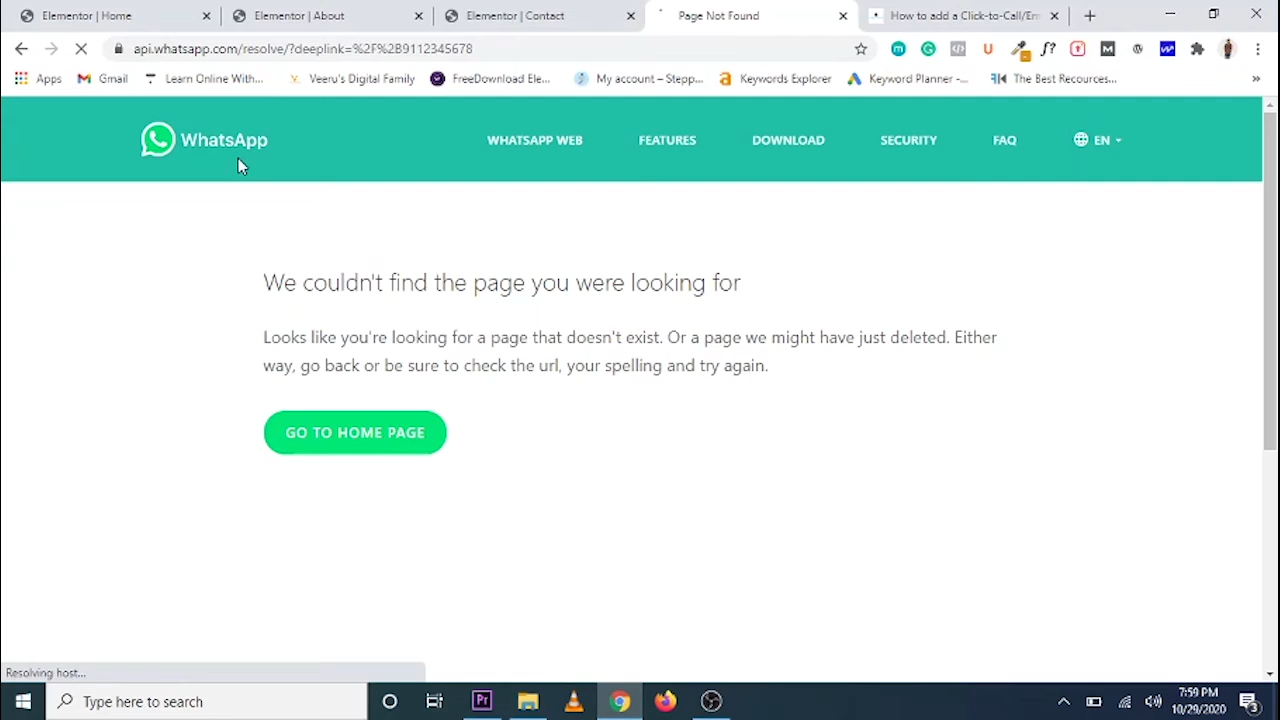 Elementor | Home
Elementor | About
Elementor | Contact
Page Not Found
How to add a Click-to-Call/Em
api.whatsapp.com/resolve/?deeplink=%2F%2B9112345678
Apps
Gmail
Learn Online With...
Veeru's Digital Family
FreeDownload Ele...
My account – Stepp...
Keywords Explorer
Keyword Planner -...
The Best Recources...
WhatsApp
WHATSAPP WEB
FEATURES
DOWNLOAD
SECURITY
FAQ
EN
We couldn't find the page you were looking for
Looks like you're looking for a page that doesn't exist. Or a page we might have just deleted. Either
way, go back or be sure to check the url, your spelling and try again.
GO TO HOME PAGE
Resolving host...
Type here to search
Pr
7:59 PM
10/29/2020
3